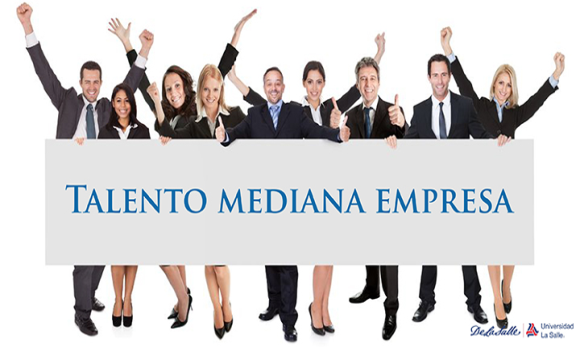 TALENTO MEDIANA EMPRESA
De La Salle
Universidad
La Salle